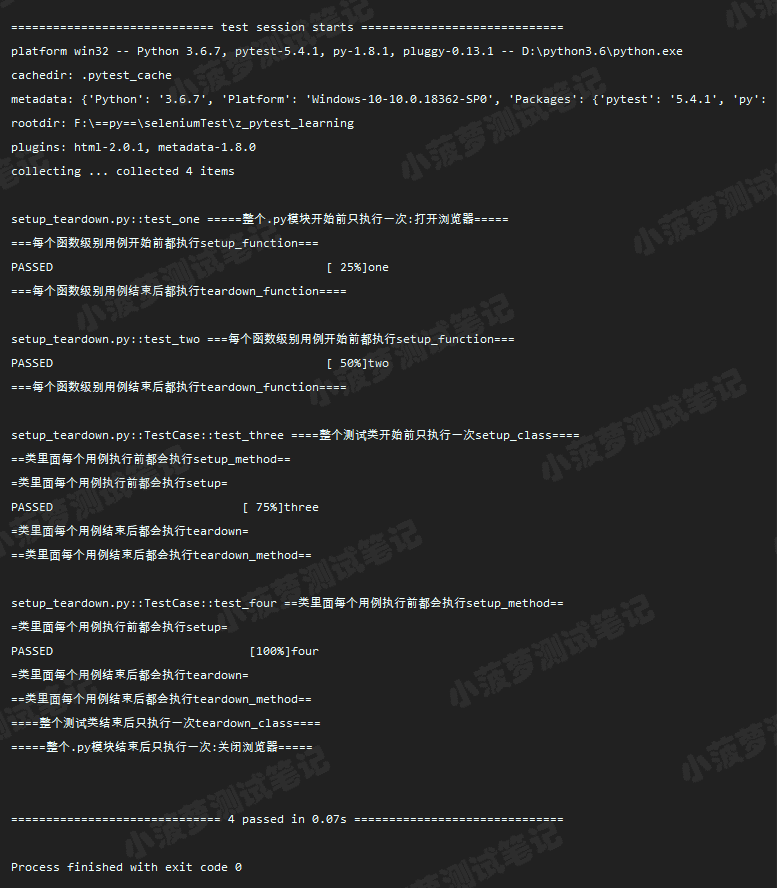 ============================= test session starts =============================
platform win32 -- Python 3.6.7, pytest-5.4.1, py-1.8.1, pluggy-0.13.1 -- D:\python3.6\python.exe
cachedir: .pytest_cache
metadata: {'Python': '3.6.7', 'Platform': 'Windows-10-10.0.18362-SP0', 'Packages': {'pytest': '5.4.1', 'py':
rootdir: F:\==py==\seleniumTest\z_pytest_learning
plugins: html-2.0.1, metadata-1.8.0
collecting ... collected 4 items
setup_teardown.py::test_one =====整个.py模块开始前只执行一次:打开浏览器=====
===每个函数级别用例开始前都执行setup_function===
PASSED [ 25%]one
===每个函数级别用例结束后都执行teardown_function====
setup_teardown.py::test_two ===每个函数级别用例开始前都执行setup_function===
PASSED [ 50%]two
===每个函数级别用例结束后都执行teardown_function====
setup_teardown.py::TestCase::test_three ====整个测试类开始前只执行一次setup_class====
==类里面每个用例执行前都会执行setup_method==
=类里面每个用例执行前都会执行setup=
PASSED [ 75%]three
=类里面每个用例结束后都会执行teardown=
==类里面每个用例结束后都会执行teardown_method==
setup_teardown.py::TestCase::test_four ==类里面每个用例执行前都会执行setup_method==
=类里面每个用例执行前都会执行setup=
PASSED [100%]four
=类里面每个用例结束后都会执行teardown=
==类里面每个用例结束后都会执行teardown_method==
====整个测试类结束后只执行一次teardown_class====
=====整个.py模块结束后只执行一次:关闭浏览器=====
============================== 4 passed in 0.07s ==============================
Process finished with exit code 0
小菠萝测试笔记